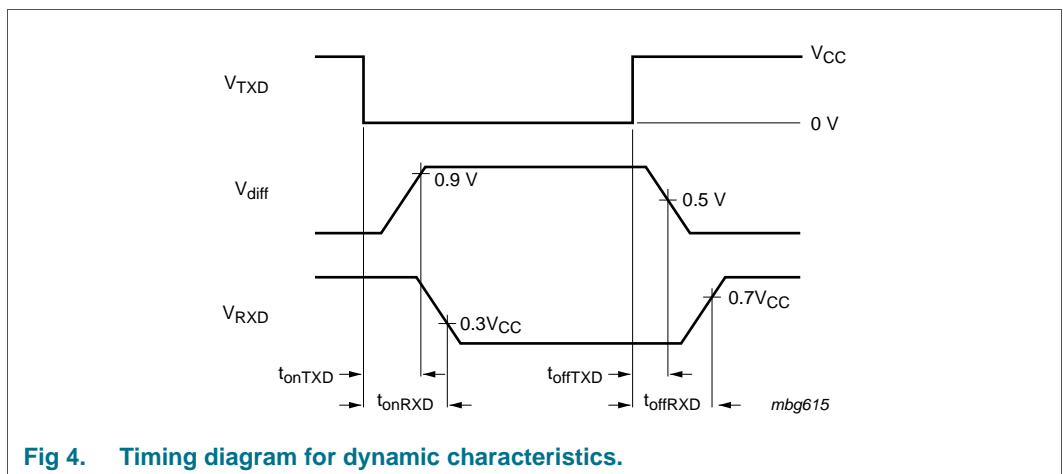 VTXD
VCC
0 V
Vdiff
0.9 V
0.5 V
VRXD
0.3VCC
0.7VCC
tonTXD
toffTXD
tonRXD
toffRXD
mbg615
Fig 4. Timing diagram for dynamic characteristics.